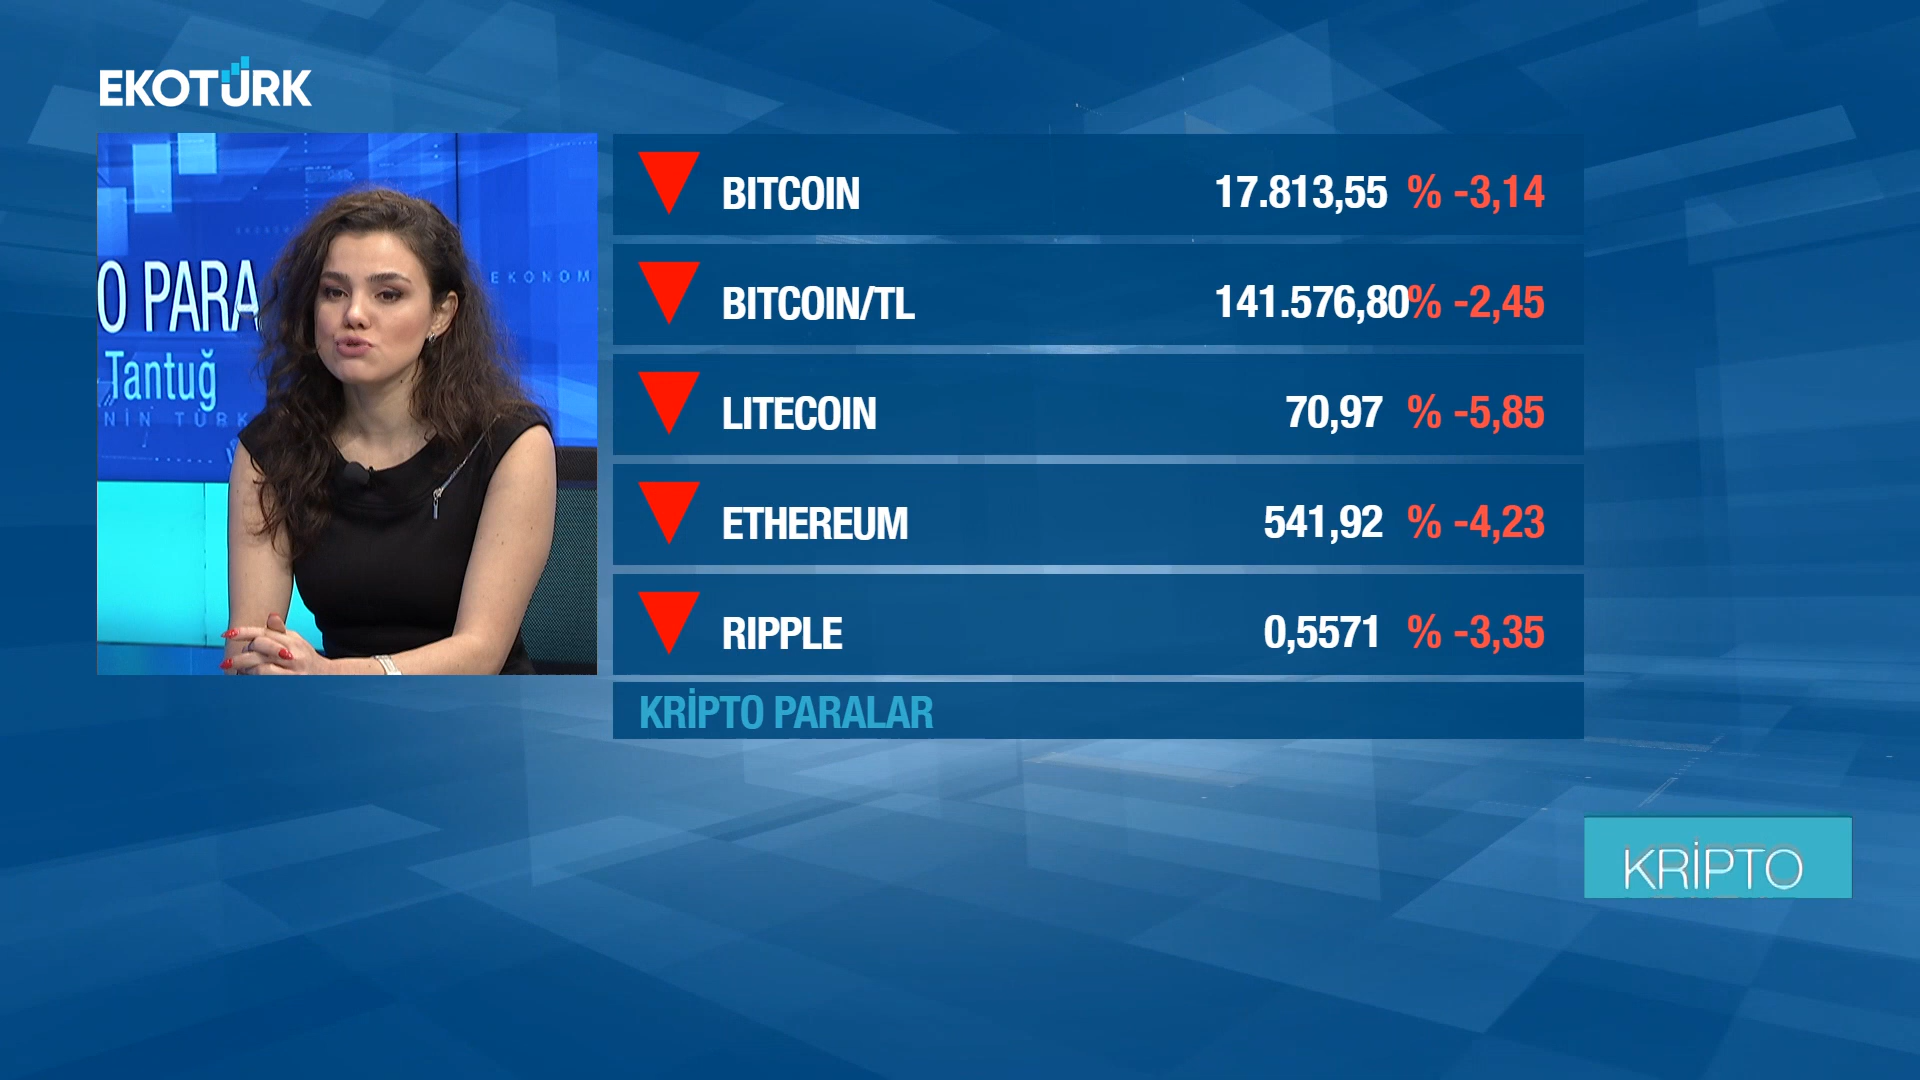 EKOTÜRK
O PARA
Tantuğ
EKONOM
NİN TÜRK
BITCOIN 17.813,55 % -3,14
BITCOIN/TL 141.576,80% -2,45
LITECOIN 70,97 % -5,85
ETHEREUM 541,92 % -4,23
RIPPLE 0,5571 % -3,35
KRİPTO PARALAR
KRİPTO